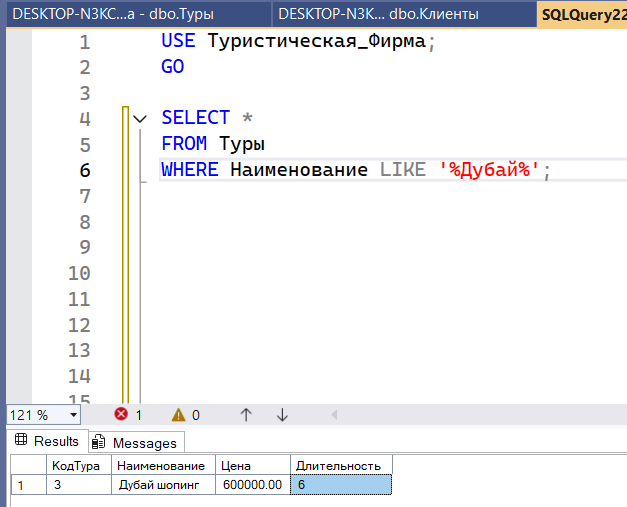 DESKTOP-N3KC...a - dbo.Туры DESKTOP-N3K... dbo.Клиенты SQLQuery22
1 USE Туристическая_Фирма;
2 GO
3
4 SELECT *
5 FROM Туры
6 WHERE Наименование LIKE '%Дубай%';
7
8
9
10
11
12
13
14
15
121 % 1 0
Results Messages
КодТура Наименование Цена Длительность
1 3 Дубай шопинг 600000.00 6